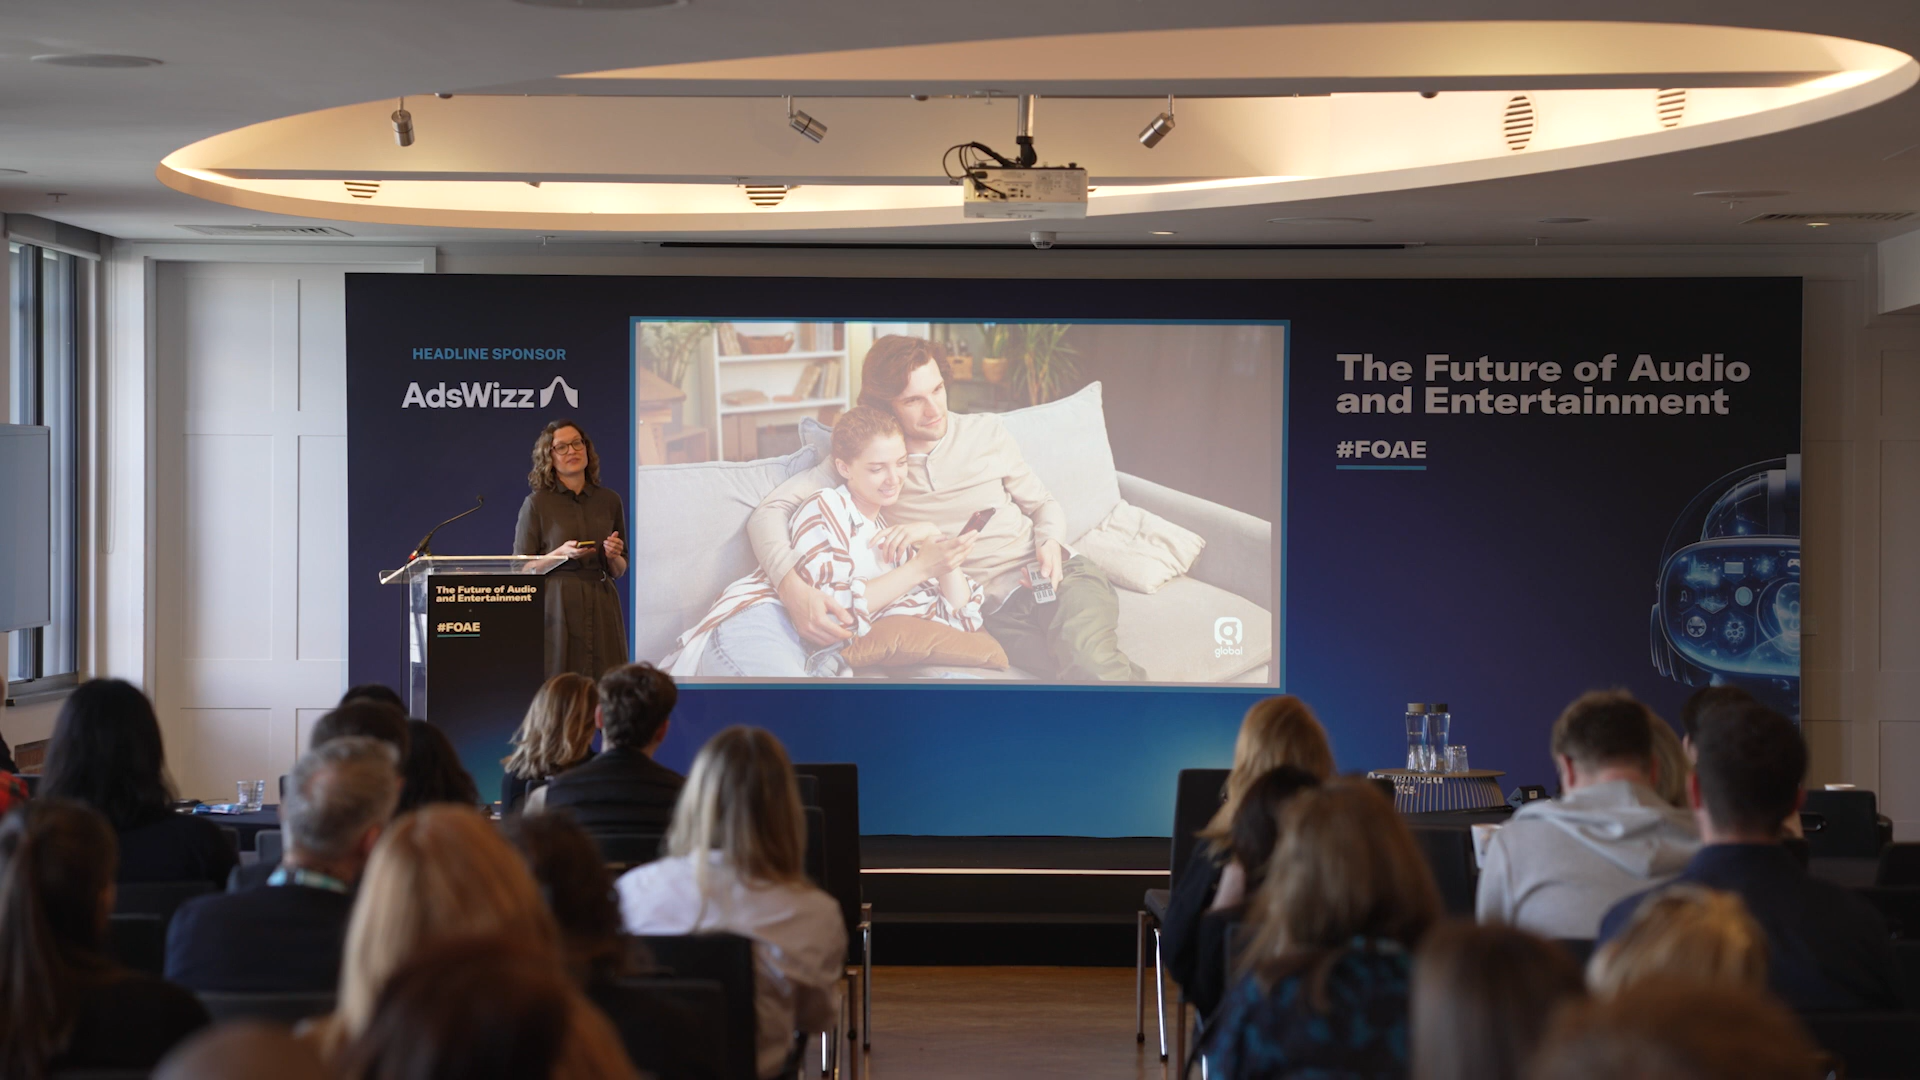 HEADLINE SPONSOR
AdsWizz
The Future of Audio
and Entertainment
#FOAE
global
The Future of Audio
and Entertainment
#FOAE